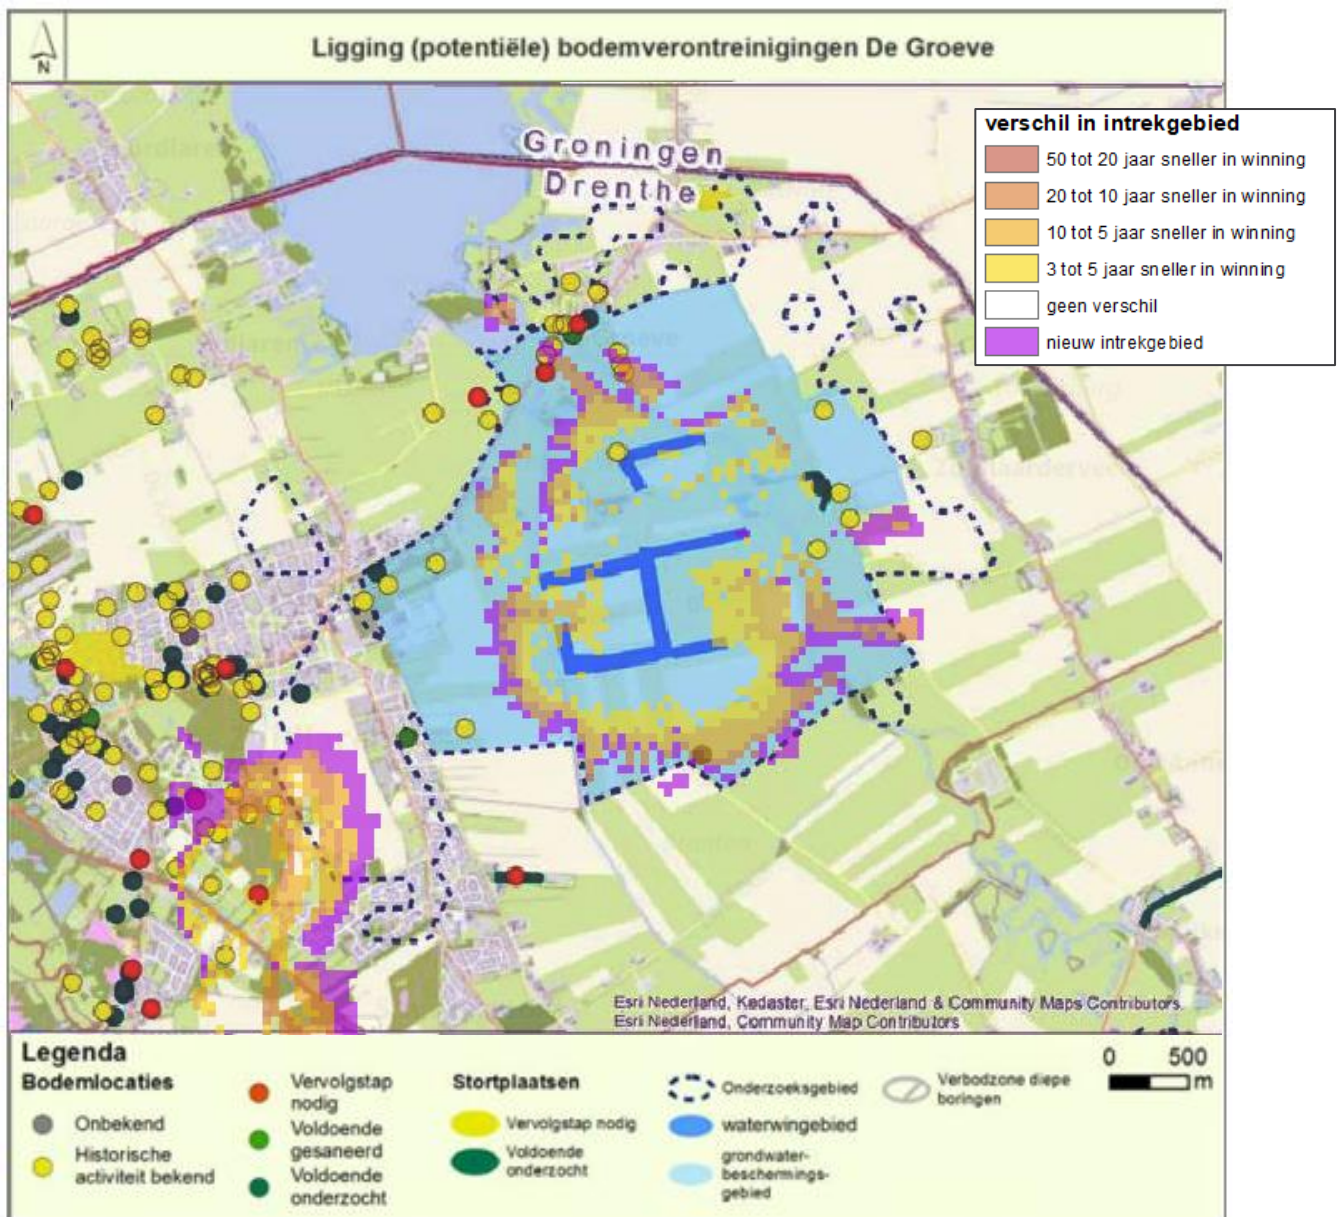 N
Ligging (potentiële) bodemverontreinigingen De Groeve
verschil in intrekgebied
50 tot 20 jaar sneller in winning
20 tot 10 jaar sneller in winning
10 tot 5 jaar sneller in winning
3 tot 5 jaar sneller in winning
geen verschil
nieuw intrekgebied
Groningen
Drenthe
Esri Nederland, Kadaster, Esri Nederland & Community Maps Contributors.
Esri Nederland, Community Map Contributors
Legenda
Bodemlocaties
Onbekend
Historische
activiteit bekend
Vervolgstap
nodig
Voldoende
gesaneerd
Voldoende
onderzocht
Stortplaatsen
Vervolgstap nodig
Voldoende
onderzocht
Onderzoeksgebied
waterwingebied
grondwater-
beschermings-
gebied
Verbodzone diepe
boringen
0 500
m